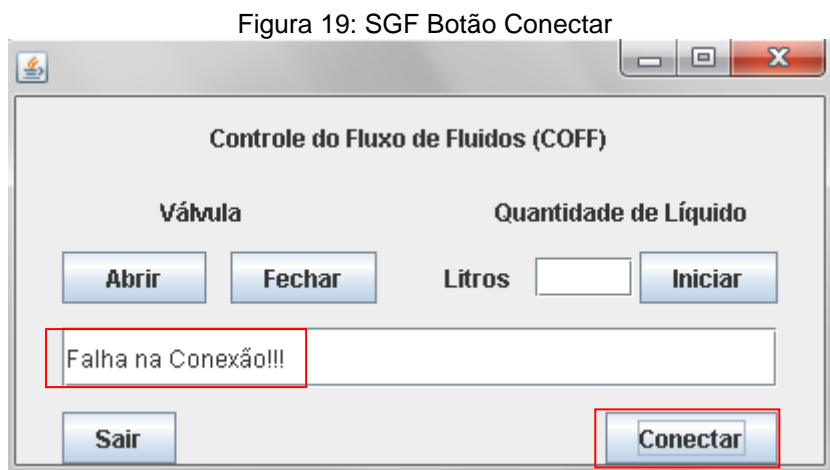 Figura 19: SGF Botão Conectar
Controle do Fluxo de Fluidos (COFF)
Válvula Quantidade de Líquido
Abrir Fechar Litros Iniciar
Falha na Conexão!!!
Sair Conectar